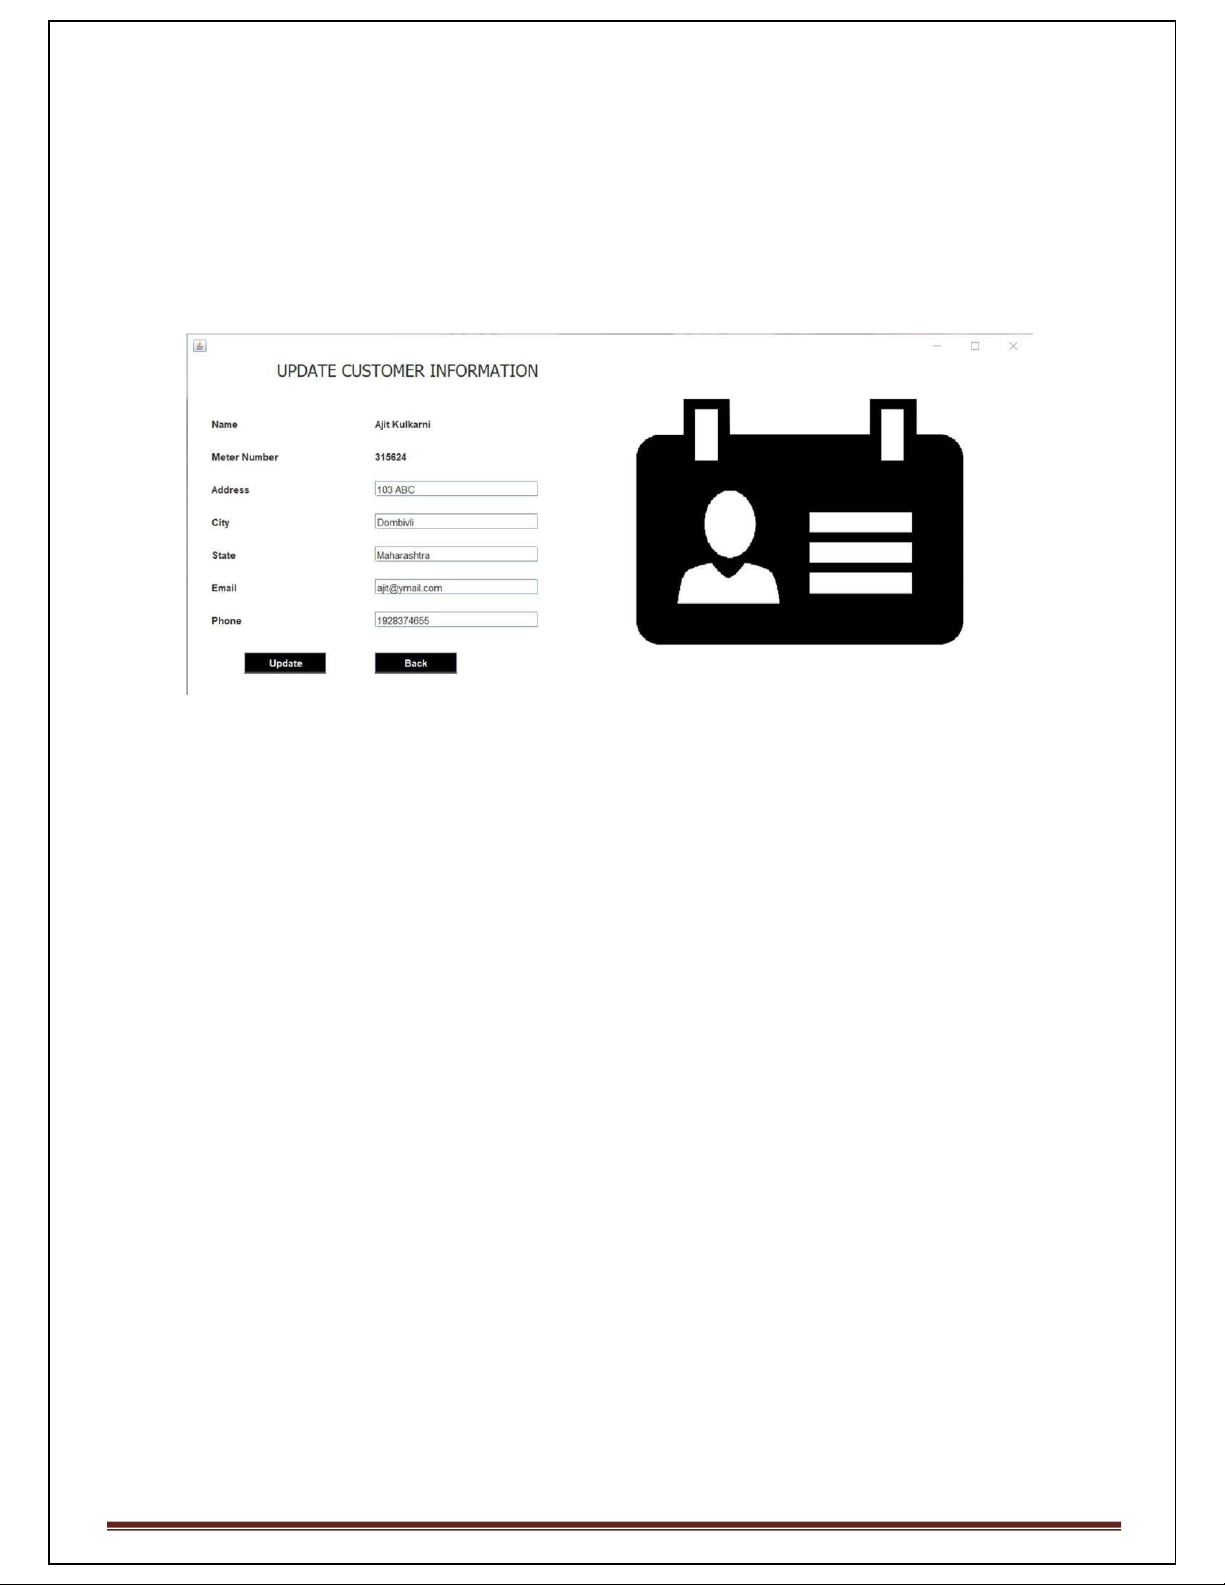 UPDATE CUSTOMER INFORMATION
Name Ajit Kulkarni
Meter Number 315624
Address 103 ABC
City Dombivli
State Maharashtra
Email ajit@ymail.com
Phone 1928374655
Update Back